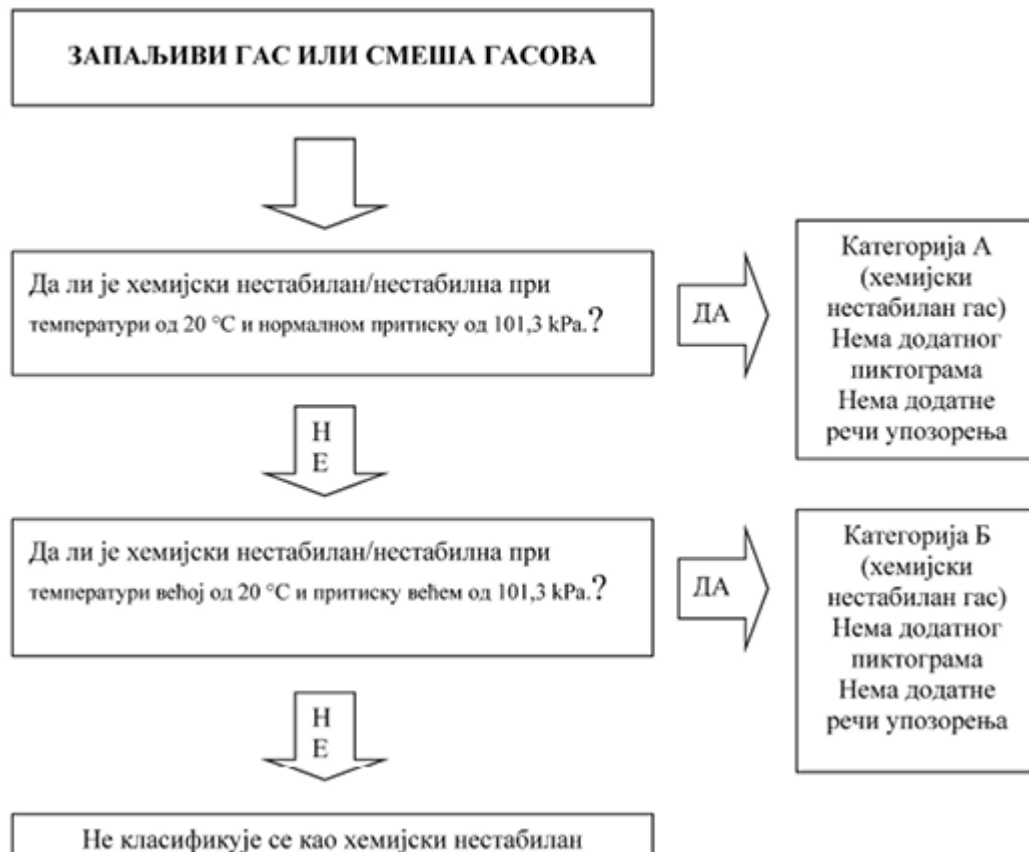 ЗАПАЉИВИ ГАС ИЛИ СМЕША ГАСОВА
Да ли је хемијски нестабилан/нестабилна при
температури од 20 °C и нормалном притиску од 101,3 kPa.?
ДА
Категорија А
(хемијски
нестабилан гас)
Нема додатног
пиктограма
Нема додатне
речи упозорења
Н
Е
Да ли је хемијски нестабилан/нестабилна при
температури већој од 20 °C и притиску већем од 101,3 kPa.?
ДА
Категорија Б
(хемијски
нестабилан гас)
Нема додатног
пиктограма
Нема додатне
речи упозорења
Н
Е
Не класификује се као хемијски нестабилан